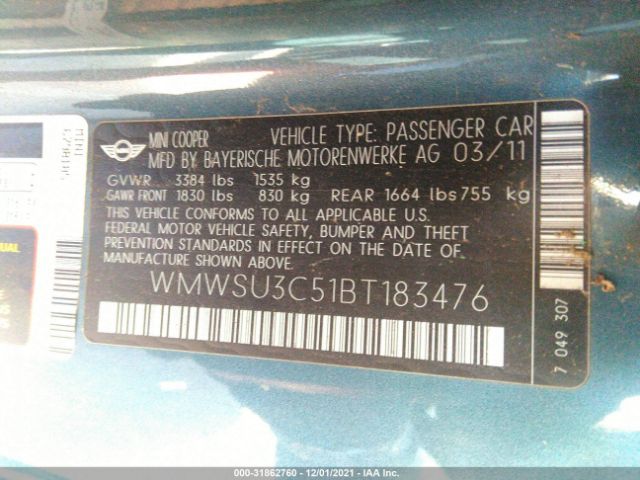 MINI COOPER VEHICLE TYPE: PASSENGER CAR
MFD BY BAYERISCHE MOTORENWERKE AG 03/11
GVWR 3384 lbs 1535 kg
GAWR FRONT 1830 lbs 830 kg REAR 1664 lbs 755 kg
THIS VEHICLE CONFORMS TO ALL APPLICABLE U.S.
FEDERAL MOTOR VEHICLE SAFETY, BUMPER AND THEFT
PREVENTION STANDARDS IN EFFECT ON THE DATE OF
MANUFACTURE SHOWN ABOVE.
WMWSU3C51BT183476
7 049 307
MINI
000-31862760 - 12/01/2021 - IAA Inc.